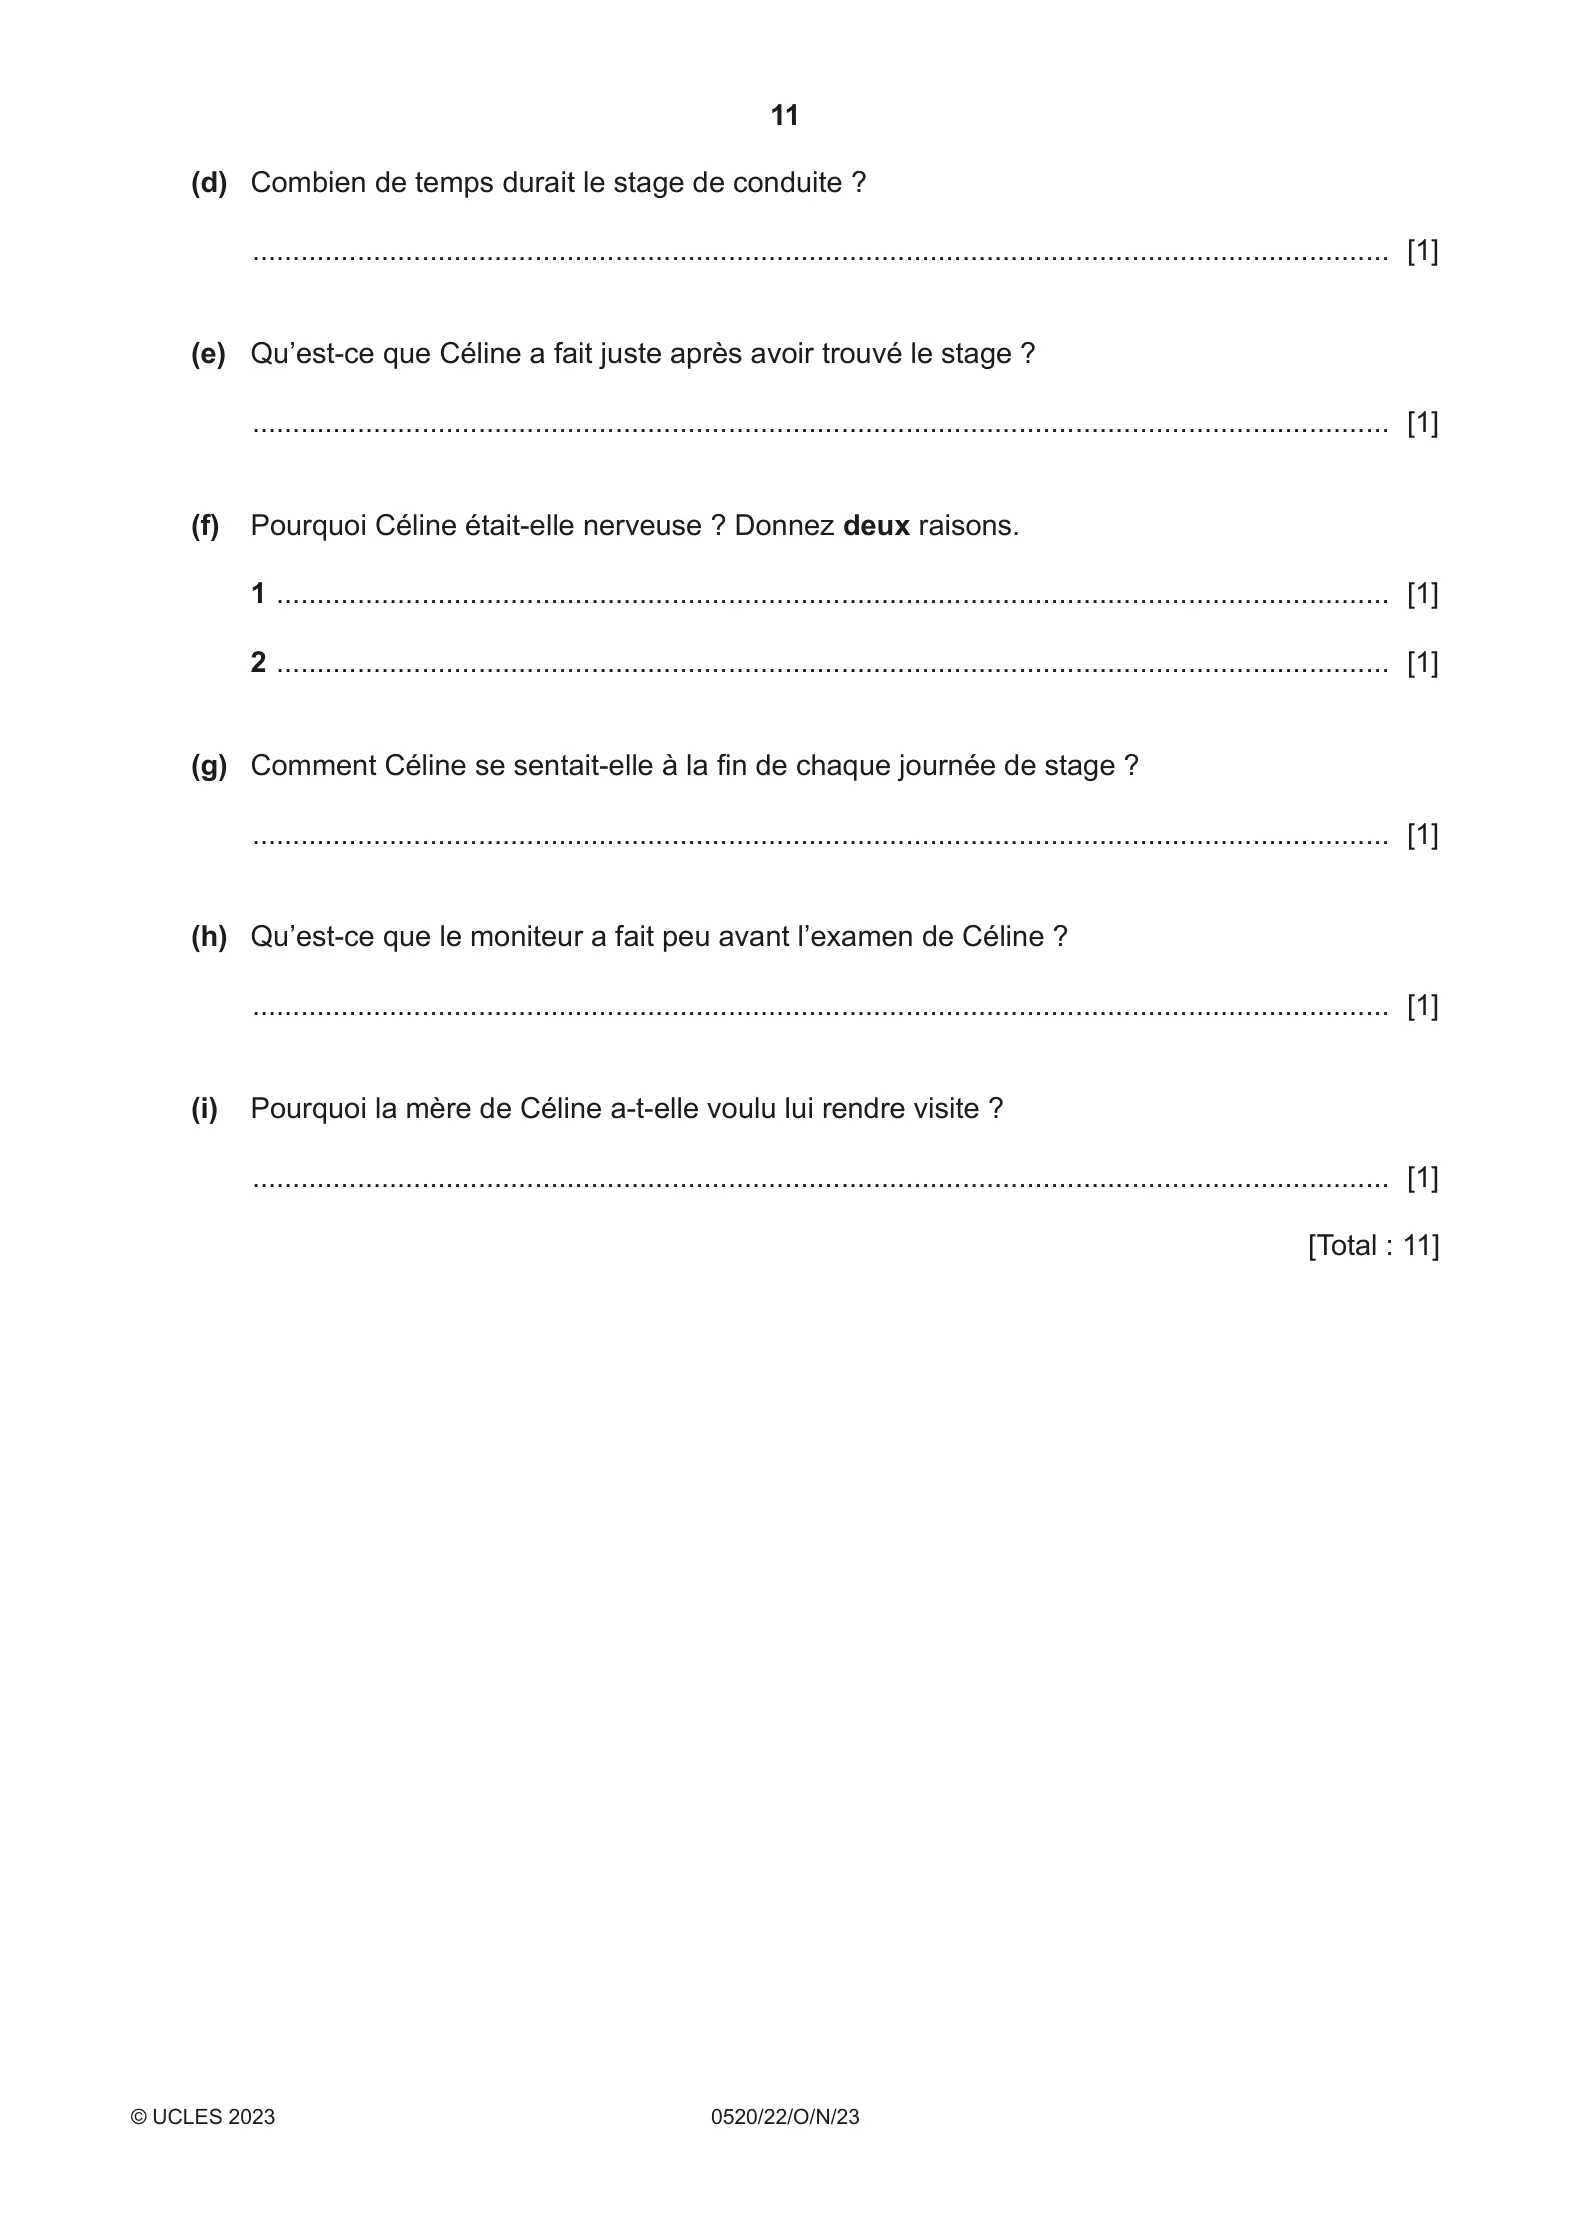 11
(d) Combien de temps durait le stage de conduite ?
.................................................................................................................................................. [1]
(e) Qu’est-ce que Céline a fait juste après avoir trouvé le stage ?
.................................................................................................................................................. [1]
(f) Pourquoi Céline était-elle nerveuse ? Donnez deux raisons.
1 ............................................................................................................................................... [1]
2 ............................................................................................................................................... [1]
(g) Comment Céline se sentait-elle à la fin de chaque journée de stage ?
.................................................................................................................................................. [1]
(h) Qu’est-ce que le moniteur a fait peu avant l’examen de Céline ?
.................................................................................................................................................. [1]
(i) Pourquoi la mère de Céline a-t-elle voulu lui rendre visite ?
.................................................................................................................................................. [1]
[Total : 11]
© UCLES 2023 0520/22/O/N/23